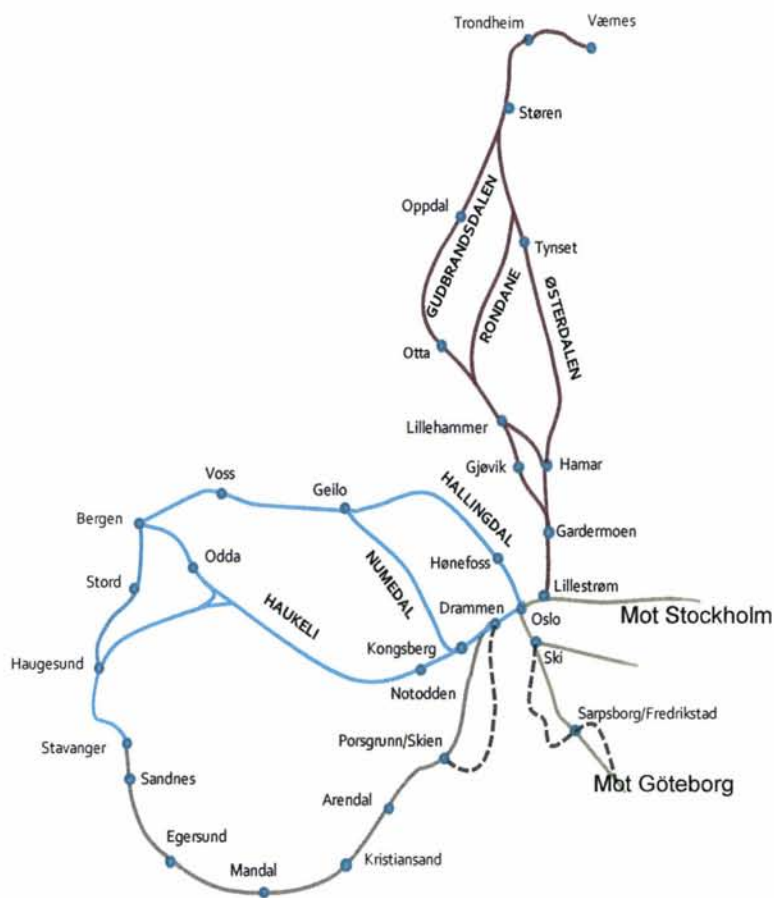 Trondheim
Værnes
Støren
Oppdal
GUDBRANDSDALEN
Tynset
RONDANE
ØSTERDALEN
Otta
Lillehammer
Gjøvik
Hamar
Voss
Geilo
HALLINGDAL
Bergen
Gardermoen
Odda
Hønefoss
NUMEDAL
Stord
Lillestrøm
HAUKELI
Drammen
Oslo
Mot Stockholm
Kongsberg
Ski
Haugesund
Notodden
Sarpsborg/Fredrikstad
Stavanger
Porsgrunn/Skien
Sandnes
Mot Göteborg
Arendal
Egersund
Kristiansand
Mandal